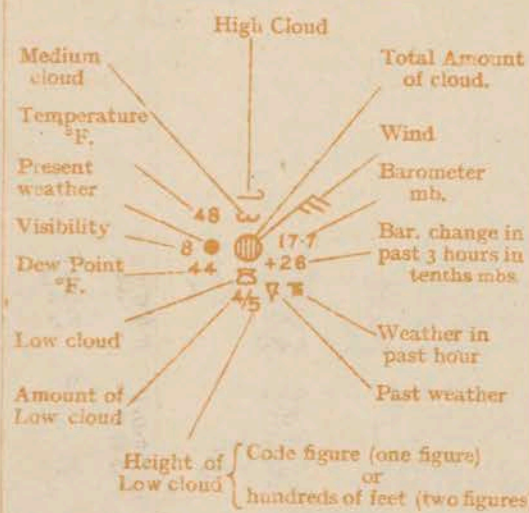 High Cloud
Medium
cloud
Total Amount
of cloud.
Temperature
°F.
Wind
Present
weather
Barometer
mb.
48
Visibility
8
17·7
Bar. change in
past 3 hours in
tenths mbs.
Dew Point
°F.
44
+26
Low cloud
4/5
Weather in
past hour
Amount of
Low cloud
Past weather
Height of
Low cloud
Code figure (one figure)
or
hundreds of feet (two figures